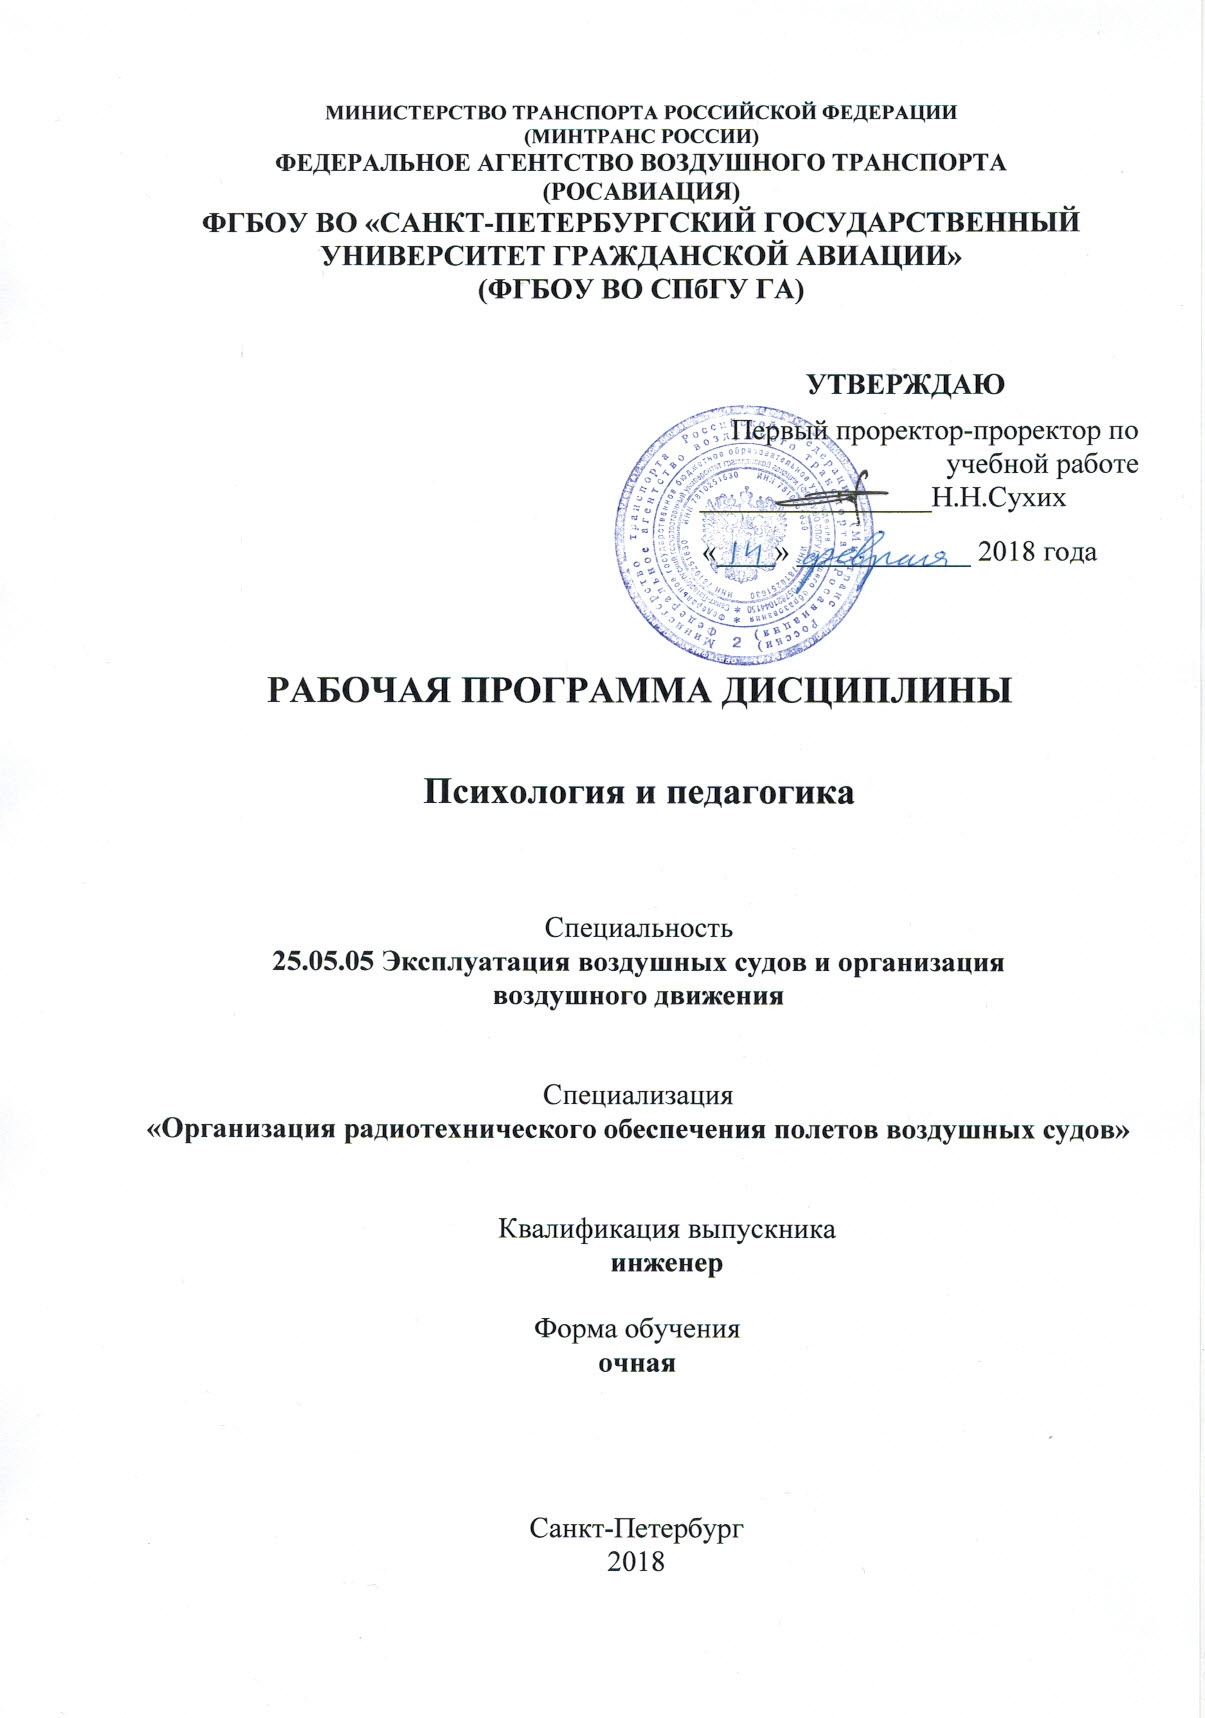 МИНИСТЕРСТВО ТРАНСПОРТА РОССИЙСКОЙ ФЕДЕРАЦИИ
(МИНТРАНС РОССИИ)
ФЕДЕРАЛЬНОЕ АГЕНТСТВО ВОЗДУШНОГО ТРАНСПОРТА
(РОСАВИАЦИЯ)
ФГБОУ ВО «САНКТ-ПЕТЕРБУРГСКИЙ ГОСУДАРСТВЕННЫЙ
УНИВЕРСИТЕТ ГРАЖДАНСКОЙ АВИАЦИИ»
(ФГБОУ ВО СПбГУ ГА)
УТВЕРЖДАЮ
Первый проректор-проректор по
учебной работе
Н.Н.Сухих
«14» февраля 2018 года
РАБОЧАЯ ПРОГРАММА ДИСЦИПЛИНЫ
Психология и педагогика
Специальность
25.05.05 Эксплуатация воздушных судов и организация
воздушного движения
Специализация
«Организация радиотехнического обеспечения полетов воздушных судов»
Квалификация выпускника
инженер
Форма обучения
очная
Санкт-Петербург
2018